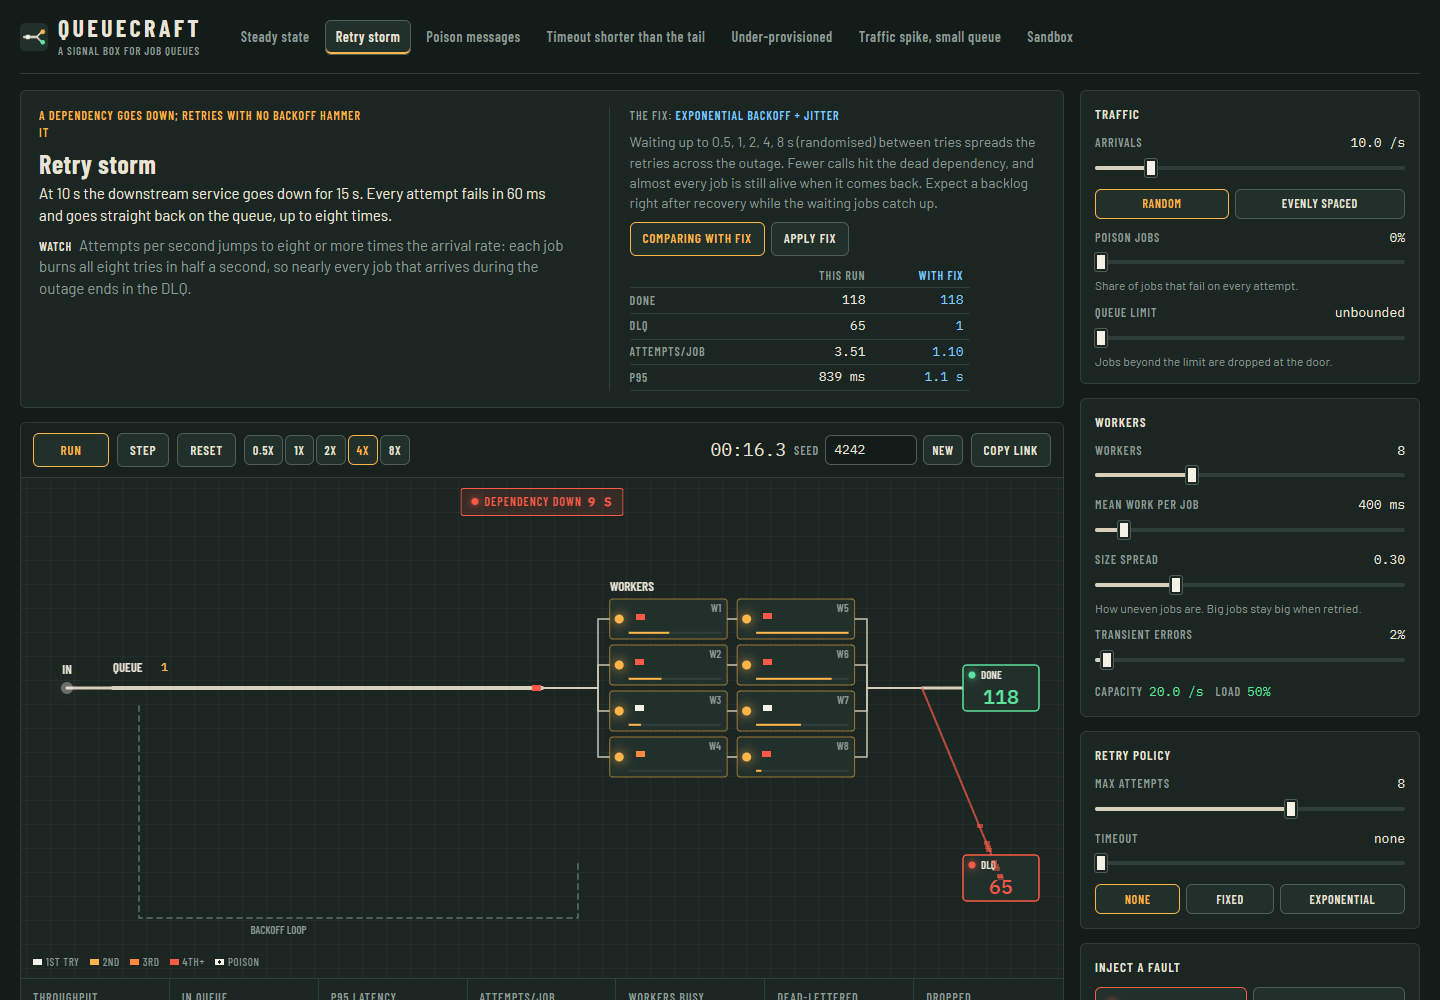 QUEUECRAFT
A SIGNAL BOX FOR JOB QUEUES
Steady state
Retry storm
Poison messages
Timeout shorter than the tail
Under-provisioned
Traffic spike, small queue
Sandbox
A DEPENDENCY GOES DOWN; RETRIES WITH NO BACKOFF HAMMER
IT
Retry storm
At 10 s the downstream service goes down for 15 s. Every attempt fails in 60 ms
and goes straight back on the queue, up to eight times.
WATCH Attempts per second jumps to eight or more times the arrival rate: each job
burns all eight tries in half a second, so nearly every job that arrives during the
outage ends in the DLQ.
THE FIX: EXPONENTIAL BACKOFF + JITTER
Waiting up to 0.5, 1, 2, 4, 8 s (randomised) between tries spreads the
retries across the outage. Fewer calls hit the dead dependency, and
almost every job is still alive when it comes back. Expect a backlog
right after recovery while the waiting jobs catch up.
COMPARING WITH FIX
APPLY FIX
THIS RUN WITH FIX
DONE 118 118
DLQ 65 1
ATTEMPTS/JOB 3.51 1.10
P95 839 ms 1.1 s
RUN
STEP
RESET
0.5X
1X
2X
4X
8X
00:16.3
SEED
4242
NEW
COPY LINK
DEPENDENCY DOWN 9 S
WORKERS
W1
W5
W2
W6
W3
W7
W4
W8
IN
QUEUE 1
DONE
118
DLQ
65
BACKOFF LOOP
1ST TRY
2ND
3RD
4TH+
POISON
THROUGHPUT
IN QUEUE
P95 LATENCY
ATTEMPTS/JOB
WORKERS BUSY
DEAD-LETTERED
DROPPED
TRAFFIC
ARRIVALS 10.0 /s
RANDOM
EVENLY SPACED
POISON JOBS 0%
Share of jobs that fail on every attempt.
QUEUE LIMIT unbounded
Jobs beyond the limit are dropped at the door.
WORKERS
WORKERS 8
MEAN WORK PER JOB 400 ms
SIZE SPREAD 0.30
How uneven jobs are. Big jobs stay big when retried.
TRANSIENT ERRORS 2%
CAPACITY 20.0 /s LOAD 50%
RETRY POLICY
MAX ATTEMPTS 8
TIMEOUT none
NONE
FIXED
EXPONENTIAL
INJECT A FAULT